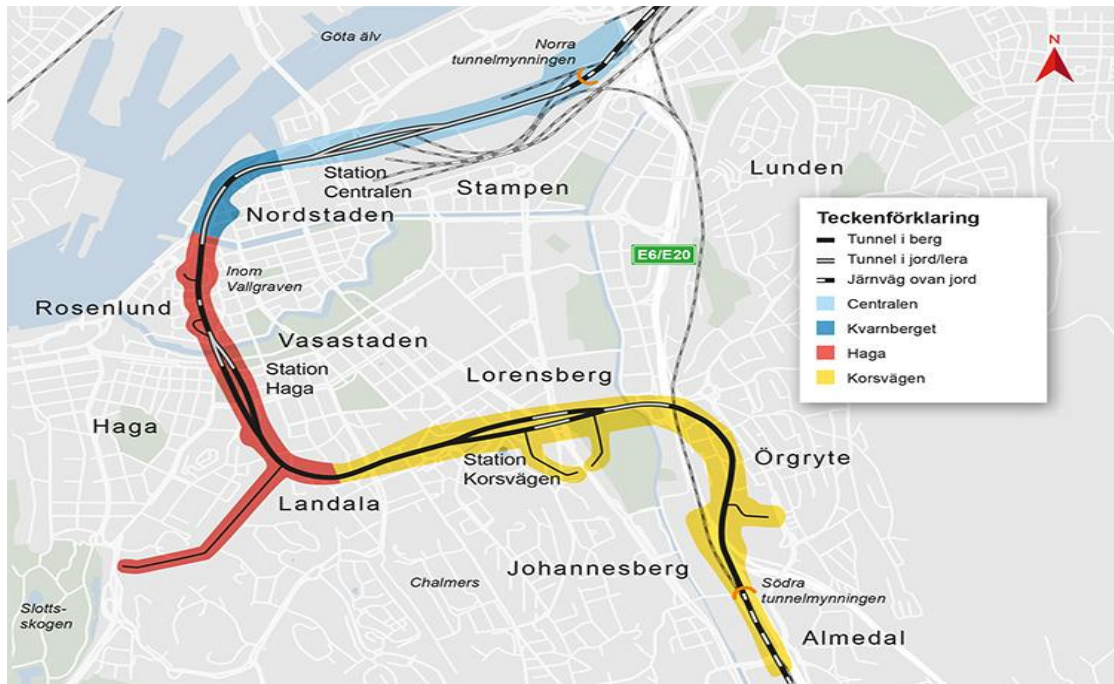 Göta älv
Norra
tunnelmynningen
N
Lunden
Station
Centralen
Stampen
Nordstaden
Teckenförklaring
Tunnel i berg
Tunnel i jord/lera
Järnväg ovan jord
Centralen
Kvarnberget
Haga
Korsvägen
E6/E20
Inom
Vallgraven
Rosenlund
Vasastaden
Station
Haga
Lorensberg
Haga
Station
Korsvägen
Örgryte
Landala
Johannesberg
Chalmers
Södra
tunnelmynningen
Slotts-
skogen
Almedal